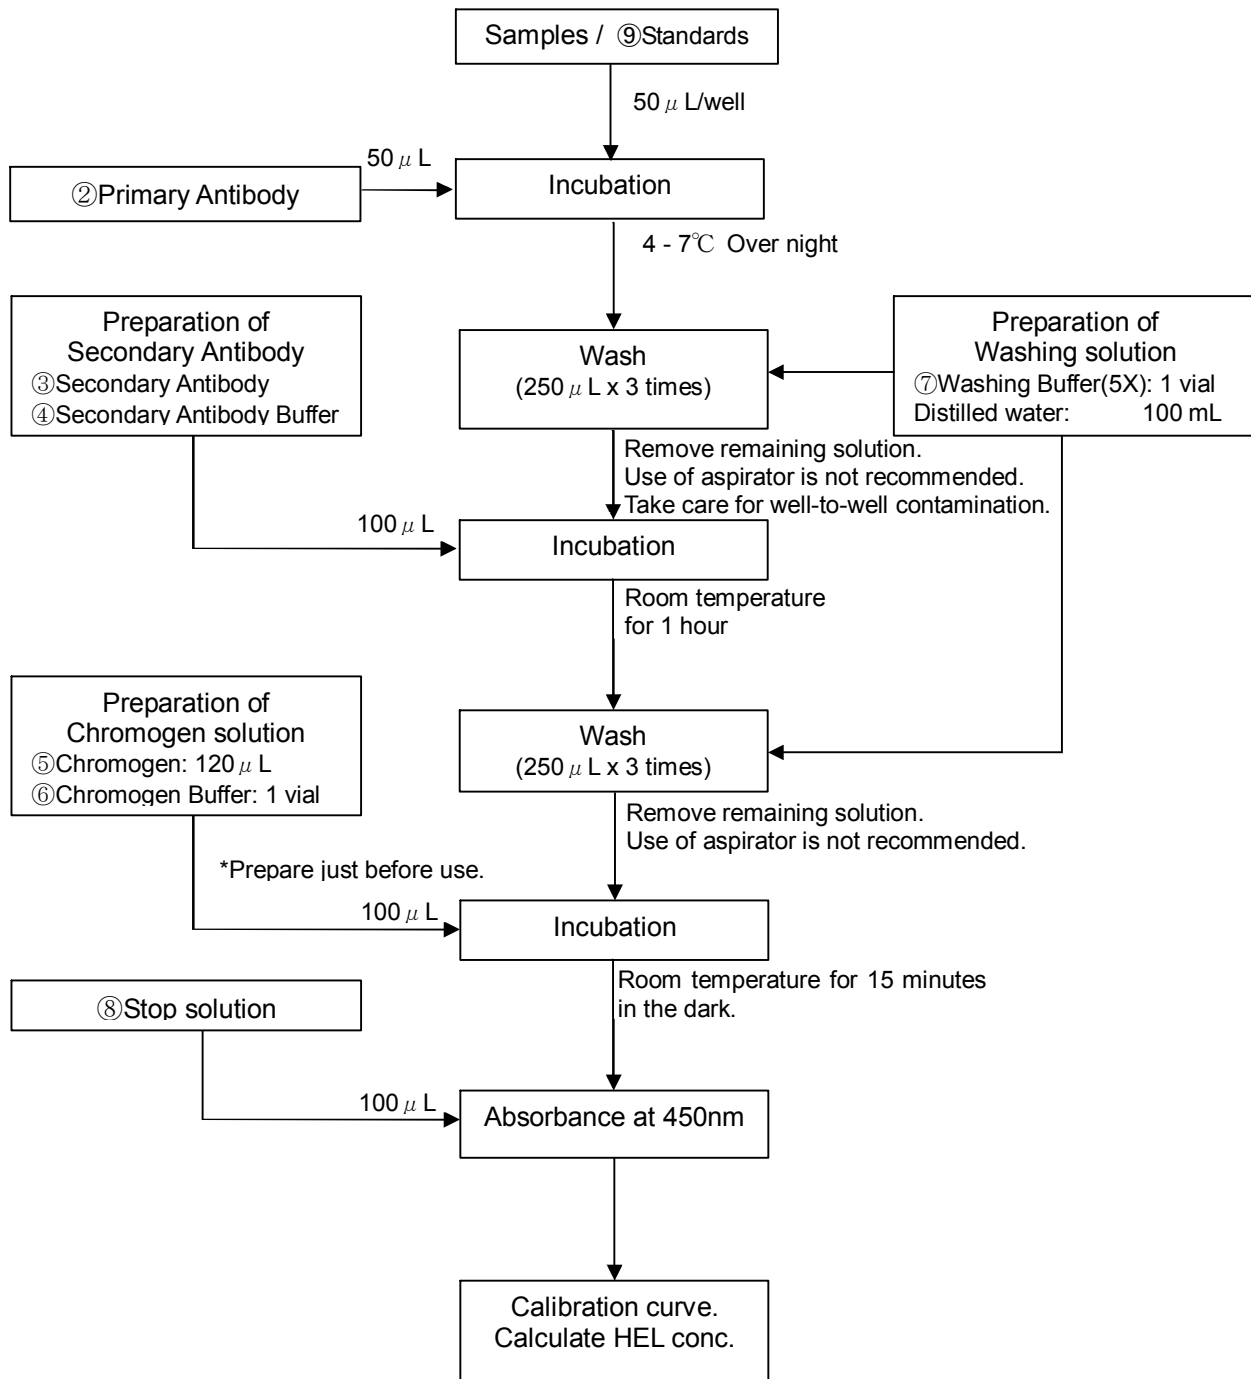 Samples / ⑨Standards
50μL/well
50μL
②Primary Antibody
Incubation
4 - 7℃ Over night
Preparation of
Secondary Antibody
③Secondary Antibody
④Secondary Antibody Buffer
Wash
(250μL x 3 times)
Preparation of
Washing solution
⑦Washing Buffer(5X): 1 vial
Distilled water: 100 mL
Remove remaining solution.
Use of aspirator is not recommended.
Take care for well-to-well contamination.
100μL
Incubation
Room temperature
for 1 hour
Preparation of
Chromogen solution
⑤Chromogen: 120μL
⑥Chromogen Buffer: 1 vial
Wash
(250μL x 3 times)
Remove remaining solution.
Use of aspirator is not recommended.
*Prepare just before use.
100μL
Incubation
Room temperature for 15 minutes
in the dark.
⑧Stop solution
100μL
Absorbance at 450nm
Calibration curve.
Calculate HEL conc.